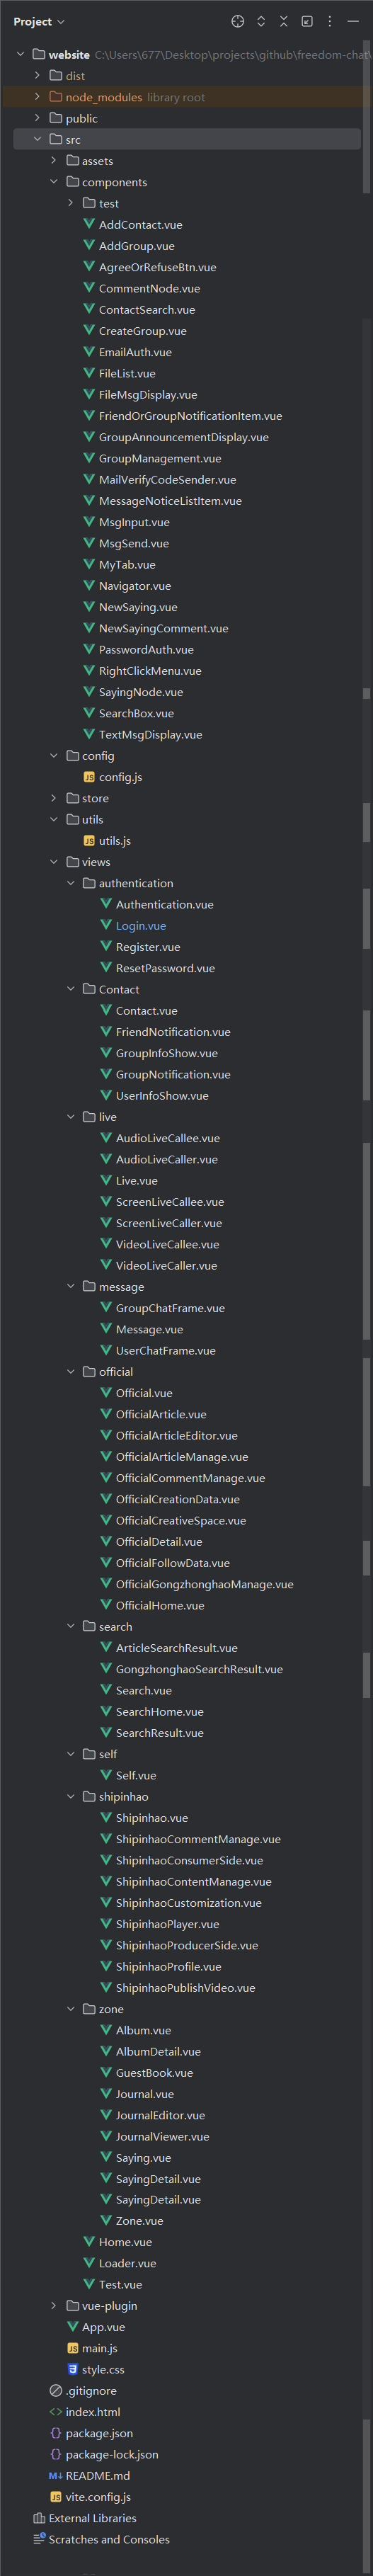 Project
website C:\Users\677\Desktop\projects\github\freedom-chat\
dist
node_modules library root
public
src
assets
components
test
AddContact.vue
AddGroup.vue
AgreeOrRefuseBtn.vue
CommentNode.vue
ContactSearch.vue
CreateGroup.vue
EmailAuth.vue
FileList.vue
FileMsgDisplay.vue
FriendOrGroupNotificationItem.vue
GroupAnnouncementDisplay.vue
GroupManagement.vue
MailVerifyCodeSender.vue
MessageNoticeListItem.vue
MsgInput.vue
MsgSend.vue
MyTab.vue
Navigator.vue
NewSaying.vue
NewSayingComment.vue
PasswordAuth.vue
RightClickMenu.vue
SayingNode.vue
SearchBox.vue
TextMsgDisplay.vue
config
JS config.js
store
utils
JS utils.js
views
authentication
Authentication.vue
Login.vue
Register.vue
ResetPassword.vue
Contact
Contact.vue
FriendNotification.vue
GroupInfoShow.vue
GroupNotification.vue
UserInfoShow.vue
live
AudioLiveCallee.vue
AudioLiveCaller.vue
Live.vue
ScreenLiveCallee.vue
ScreenLiveCaller.vue
VideoLiveCallee.vue
VideoLiveCaller.vue
message
GroupChatFrame.vue
Message.vue
UserChatFrame.vue
official
Official.vue
OfficialArticle.vue
OfficialArticleEditor.vue
OfficialArticleManage.vue
OfficialCommentManage.vue
OfficialCreationData.vue
OfficialCreativeSpace.vue
OfficialDetail.vue
OfficialFollowData.vue
OfficialGongzhonghaoManage.vue
OfficialHome.vue
search
ArticleSearchResult.vue
GongzhonghaoSearchResult.vue
Search.vue
SearchHome.vue
SearchResult.vue
self
Self.vue
shipinhao
Shipinhao.vue
ShipinhaoCommentManage.vue
ShipinhaoConsumerSide.vue
ShipinhaoContentManage.vue
ShipinhaoCustomization.vue
ShipinhaoPlayer.vue
ShipinhaoProducerSide.vue
ShipinhaoProfile.vue
ShipinhaoPublishVideo.vue
zone
Album.vue
AlbumDetail.vue
GuestBook.vue
Journal.vue
JournalEditor.vue
JournalViewer.vue
Saying.vue
SayingDetail.vue
SayingDetail.vue
Zone.vue
Home.vue
Loader.vue
Test.vue
vue-plugin
App.vue
JS main.js
style.css
.gitignore
<> index.html
{} package.json
{} package-lock.json
M↓ README.md
JS vite.config.js
External Libraries
Scratches and Consoles